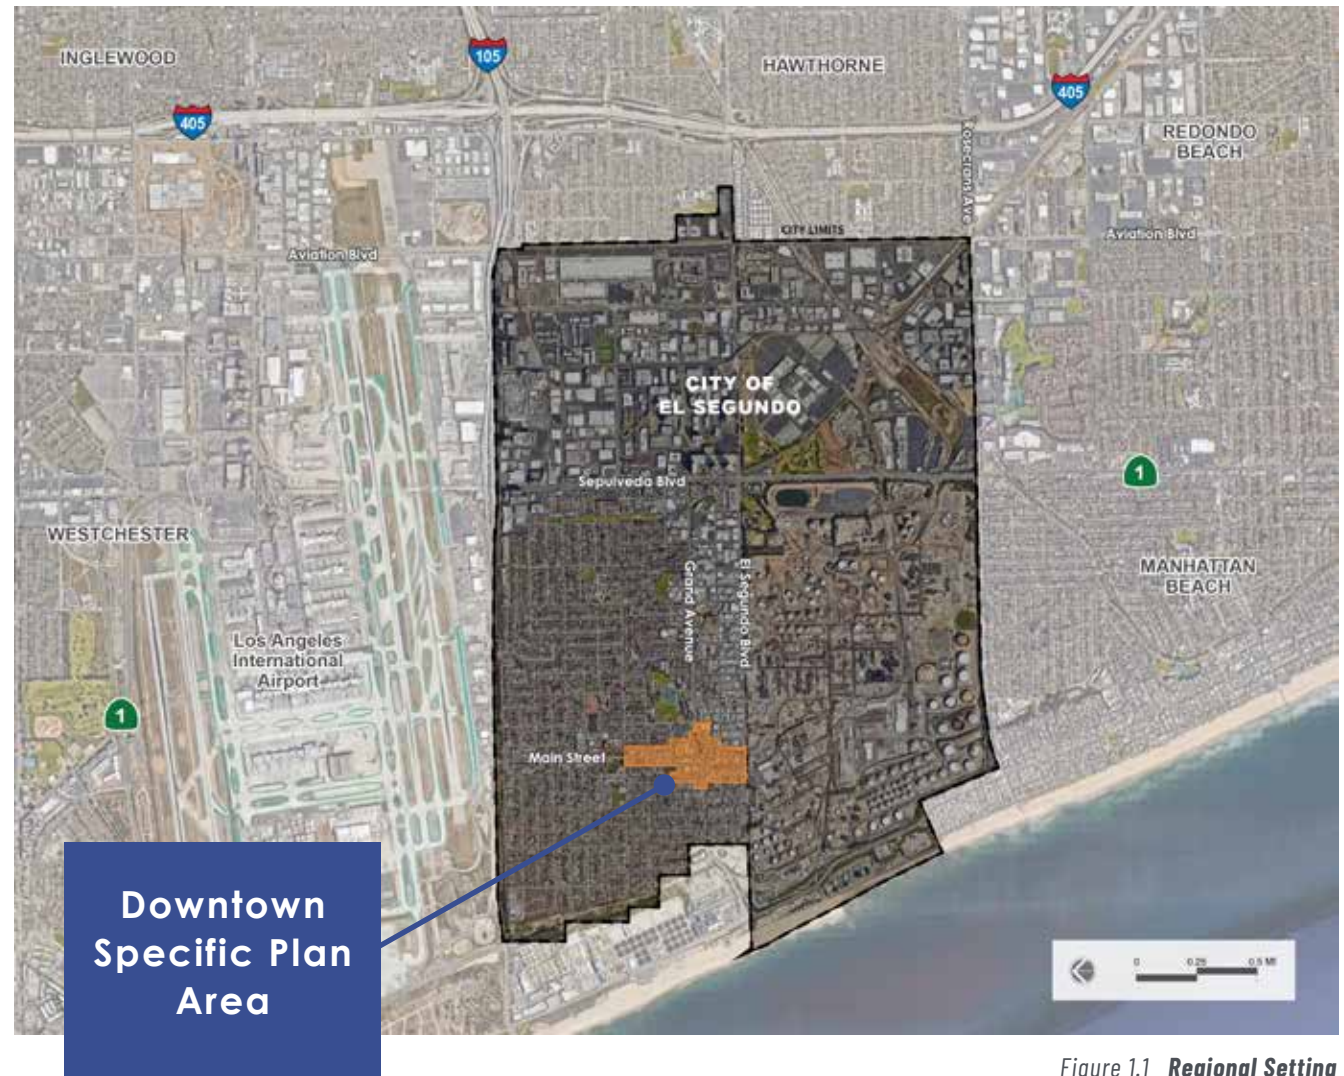 INGLEWOOD
105
HAWTHORNE
405
405
REDONDO
BEACH
Rosecrans Ave
CITY LIMITS
Aviation Blvd
Aviation Blvd
CITY OF
EL SEGUNDO
Sepulveda Blvd
1
WESTCHESTER
Grand Avenue
El Segundo Blvd
MANHATTAN
BEACH
Los Angeles
International
Airport
1
Main Street
Downtown
Specific Plan
Area
0 0.25 0.5 MI
Figure 1.1 Regional Setting